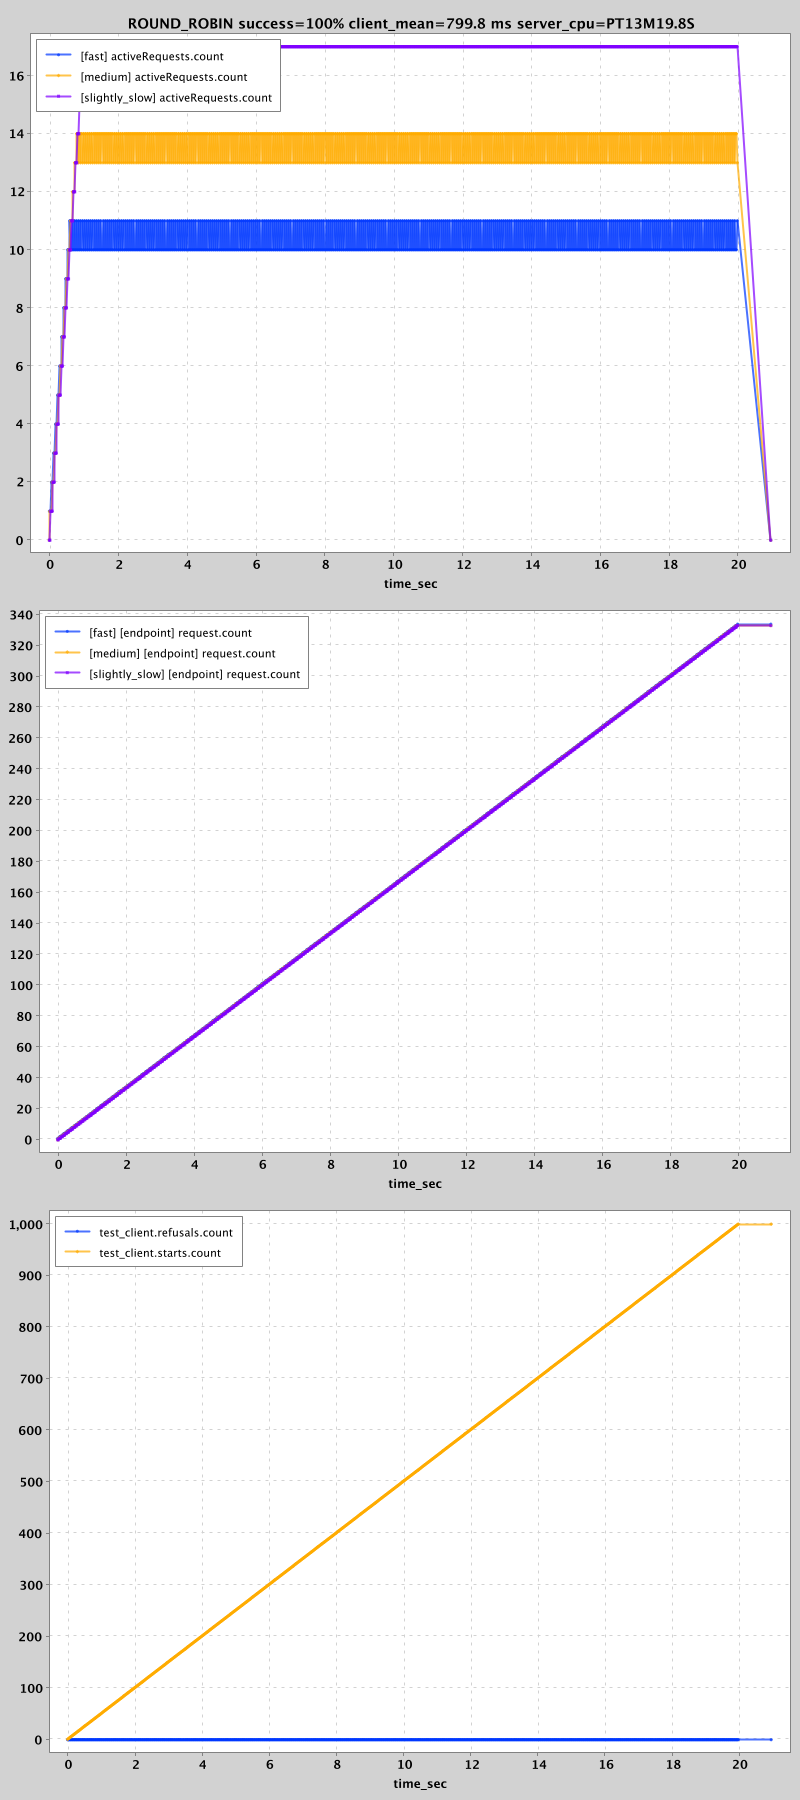 ROUND_ROBIN success=100% client_mean=799.8 ms server_cpu=PT13M19.8S
[fast] activeRequests.count
[medium] activeRequests.count
[slightly_slow] activeRequests.count
16
14
12
10
8
6
4
2
0
0 2 4 6 8 10 12 14 16 18 20
time_sec
340
[fast] [endpoint] request.count
320
[medium] [endpoint] request.count
300
[slightly_slow] [endpoint] request.count
280
260
240
220
200
180
160
140
120
100
80
60
40
20
0
0 2 4 6 8 10 12 14 16 18 20
time_sec
1,000
test_client.refusals.count
test_client.starts.count
900
800
700
600
500
400
300
200
100
0
0 2 4 6 8 10 12 14 16 18 20
time_sec